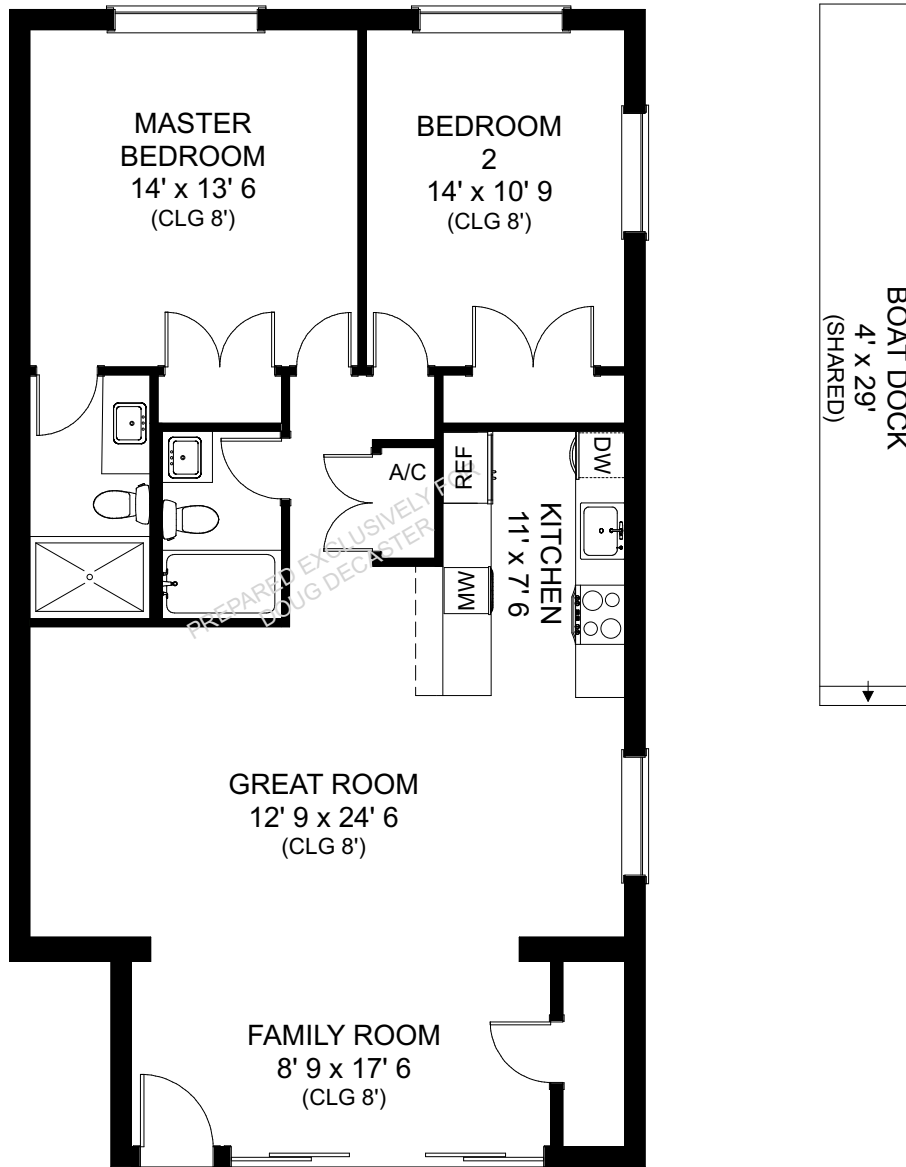 MASTER
BEDROOM
14' x 13' 6
(CLG 8')
BEDROOM
2
14' x 10' 9
(CLG 8')
BOAT DOCK
4' x 29'
(SHARED)
A/C
REF
DW
KITCHEN
11' x 7' 6
MW
PREPARED EXCLUSIVELY FOR
DOUG DECASTER
GREAT ROOM
12' 9 x 24' 6
(CLG 8')
FAMILY ROOM
8' 9 x 17' 6
(CLG 8')